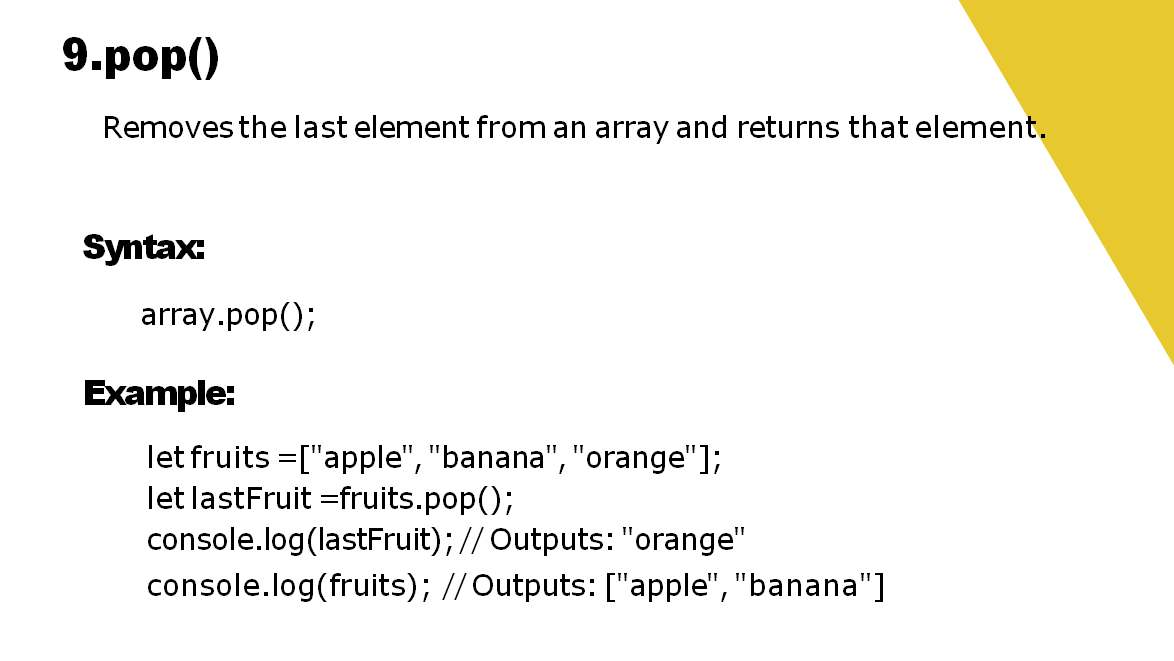 9.pop()
Removes the last element from an array and returns that element.
Syntax:
array.pop();
Example:
let fruits =["apple", "banana", "orange"];
let lastFruit =fruits.pop();
console.log(lastFruit); // Outputs: "orange"
console.log(fruits); // Outputs: ["apple", "banana"]